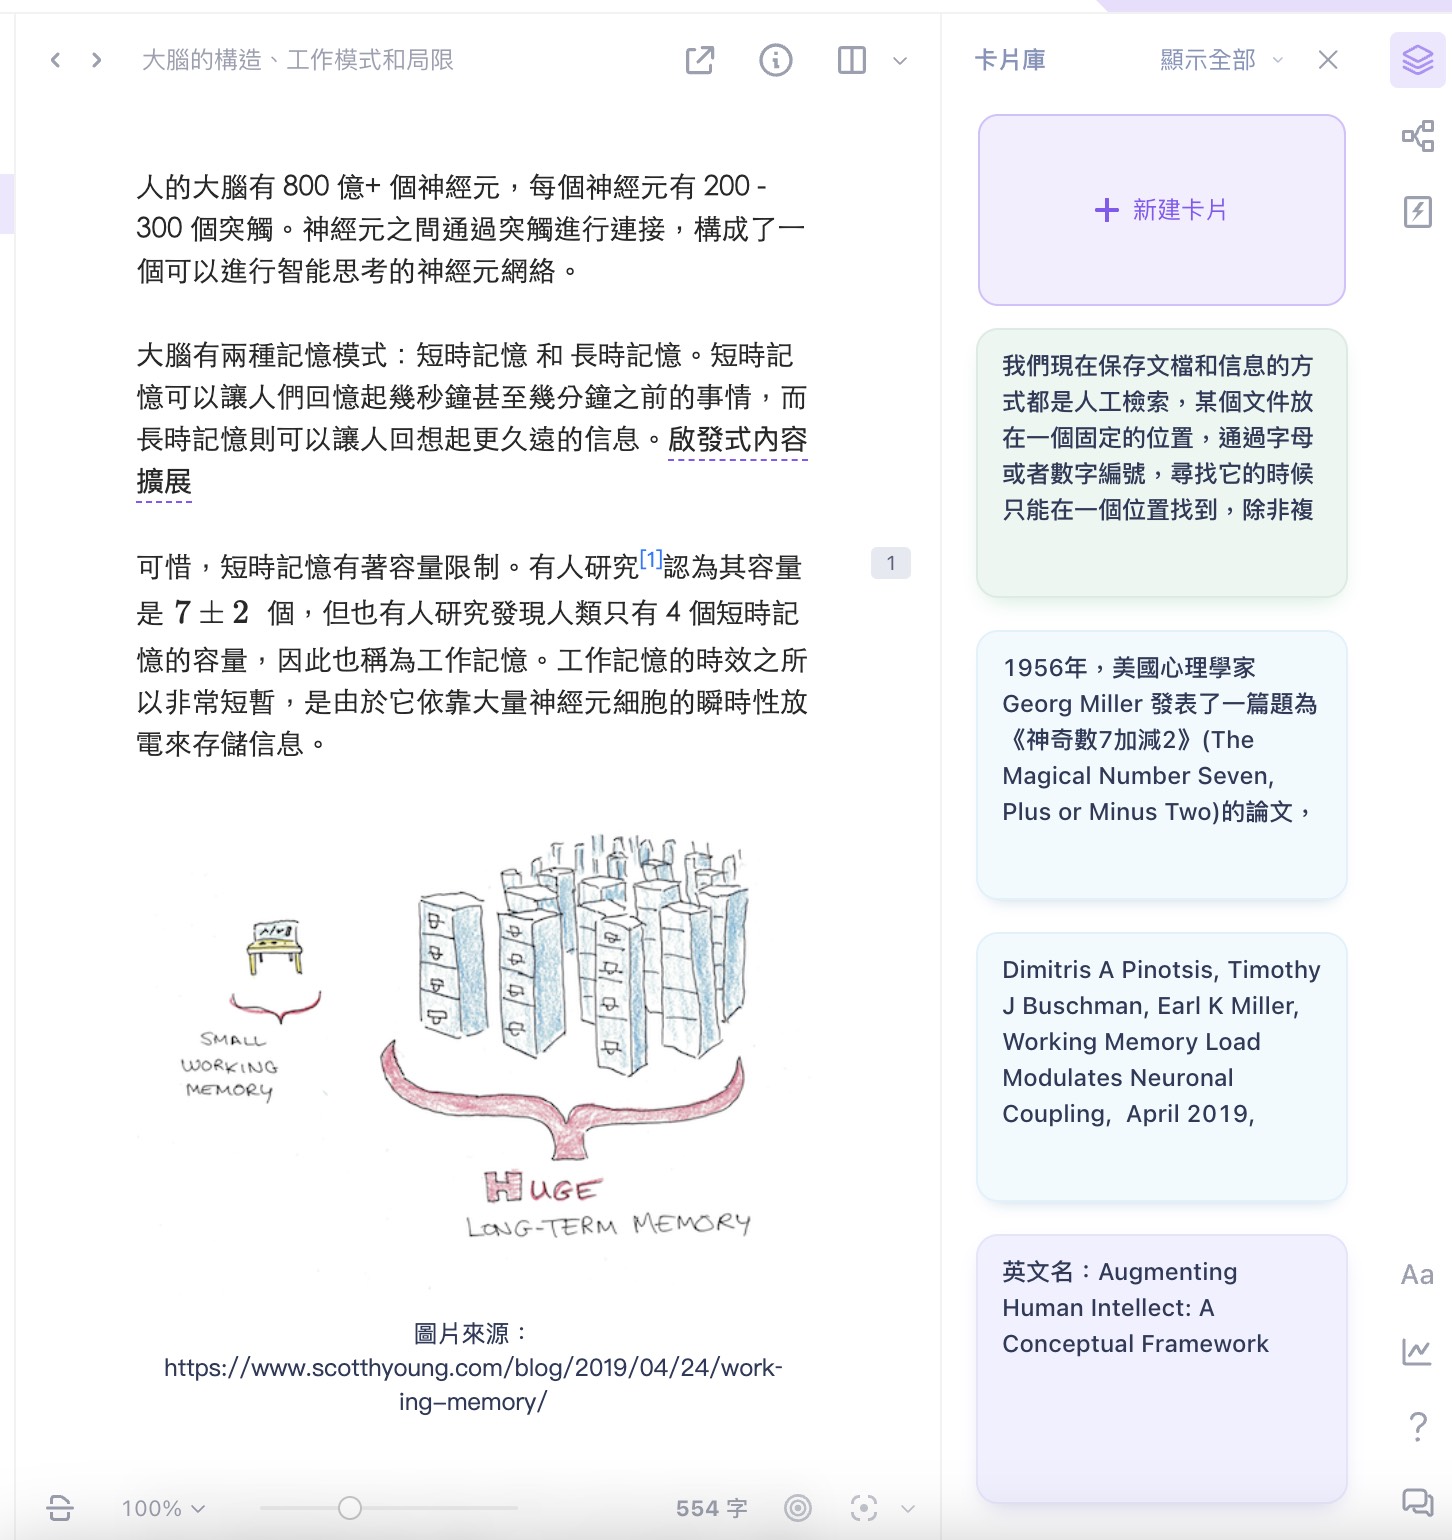 大腦的構造、工作模式和局限
人的大腦有 800 億+ 個神經元，每個神經元有 200 -
300 個突觸。神經元之間通過突觸進行連接，構成了一
個可以進行智能思考的神經元網絡。
大腦有兩種記憶模式：短時記憶 和 長時記憶。短時記
憶可以讓人們回憶起幾秒鐘甚至幾分鐘之前的事情，而
長時記憶則可以讓人回想起更久遠的信息。啟發式內容
擴展
可惜，短時記憶有著容量限制。有人研究[1]認為其容量
是 7 ± 2 個，但也有人研究發現人類只有 4 個短時記
憶的容量，因此也稱為工作記憶。工作記憶的時效之所
以非常短暫，是由於它依靠大量神經元細胞的瞬時性放
電來存儲信息。
1
SMALL
WORKING
MEMORY
HUGE
LONG-TERM MEMORY
圖片來源：
https://www.scotthyoung.com/blog/2019/04/24/work-
ing–memory/
100%
554 字
卡片庫
顯示全部
新建卡片
我們現在保存文檔和信息的方
式都是人工檢索，某個文件放
在一個固定的位置，通過字母
或者數字編號，尋找它的時候
只能在一個位置找到，除非複
1956年，美國心理學家
Georg Miller 發表了一篇題為
《神奇數7加減2》(The
Magical Number Seven,
Plus or Minus Two)的論文，
Dimitris A Pinotsis, Timothy
J Buschman, Earl K Miller,
Working Memory Load
Modulates Neuronal
Coupling,  April 2019,
英文名：Augmenting
Human Intellect: A
Conceptual Framework
Aa
?